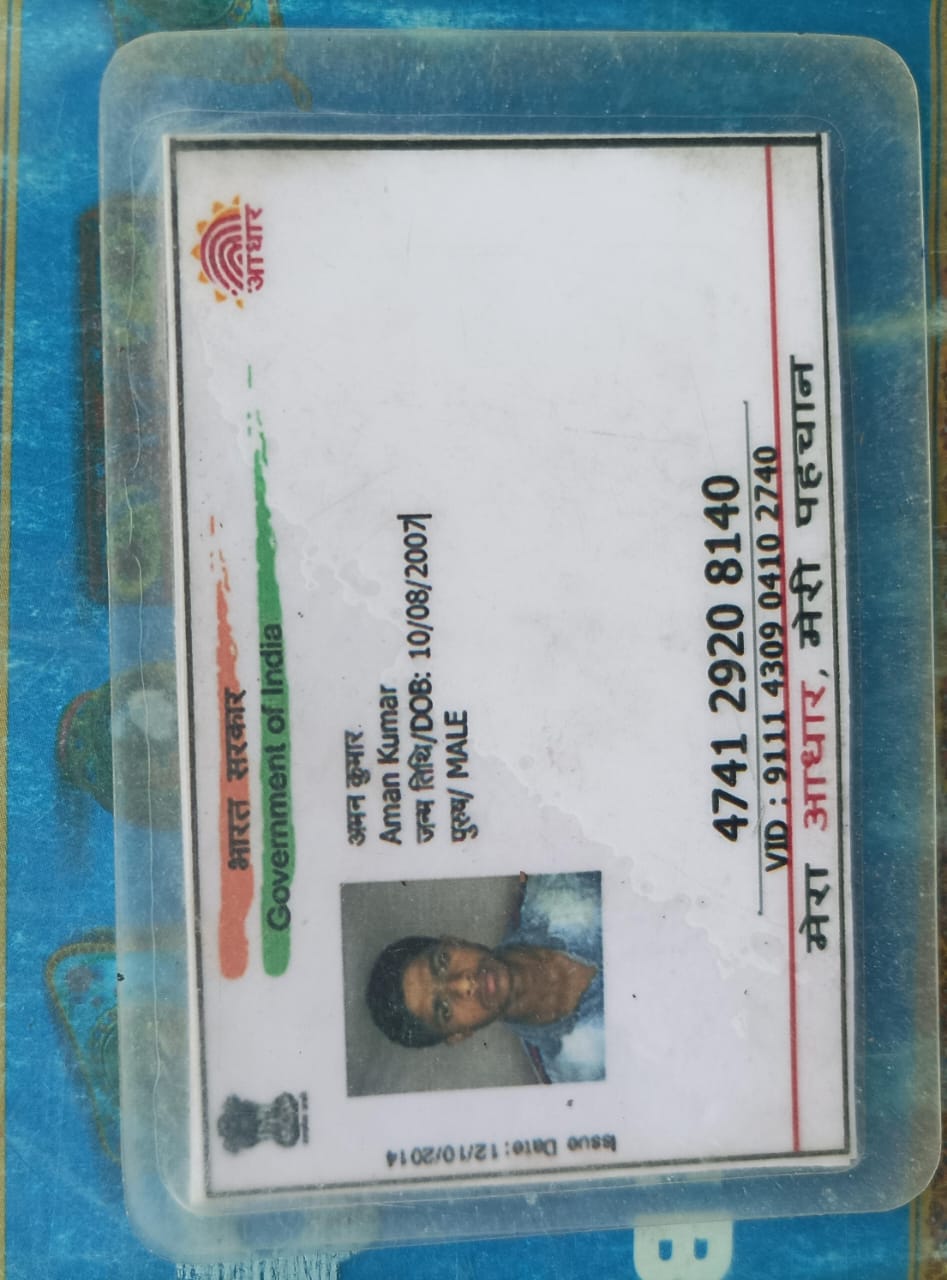 भारत सरकार
Government of India
आधार
Issue Date: 12/10/2014
अमन कुमार
Aman Kumar
जन्म तिथि/DOB: 10/08/2007
पुरुष/ MALE
4741 2920 8140
VID : 9111 4309 0410 2740
मेरा आधार, मेरी पहचान
B